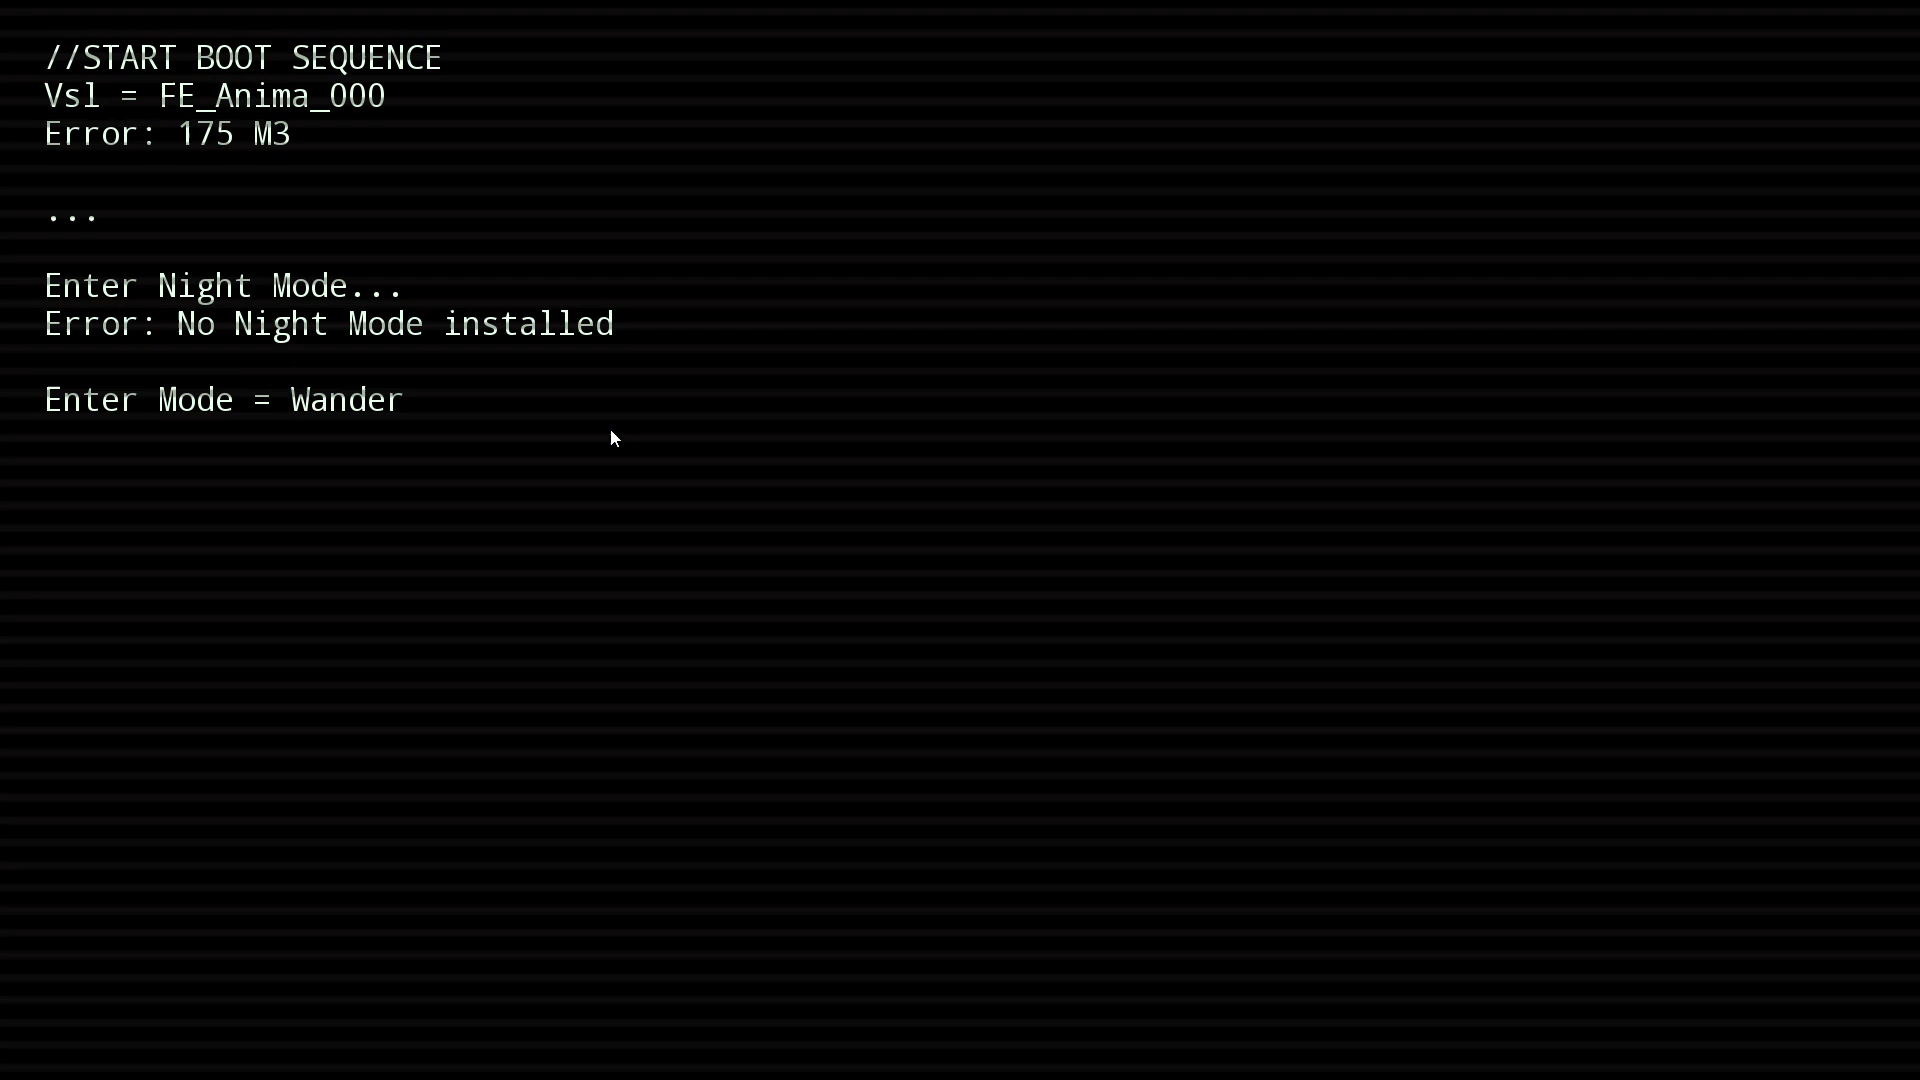 //START BOOT SEQUENCE
Vsl = FE_Anima_000
Error: 175 M3
...
Enter Night Mode...
Error: No Night Mode installed
Enter Mode = Wander